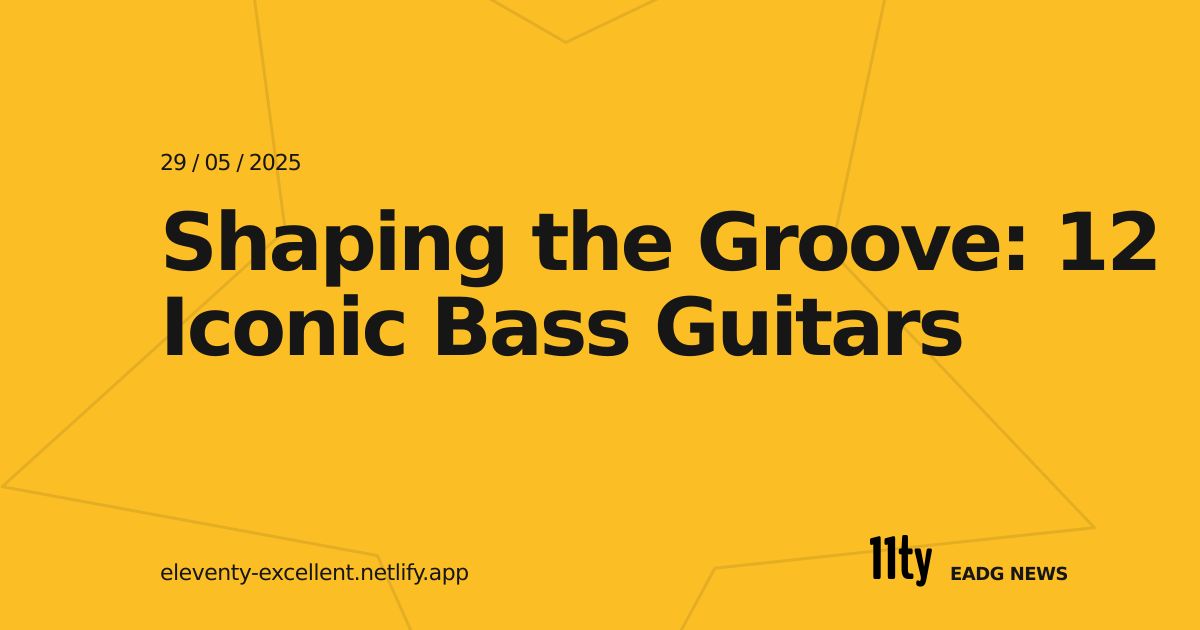 29 / 05 / 2025
Shaping the Groove: 12
Iconic Bass Guitars
eleventy-excellent.netlify.app
11ty
EADG NEWS